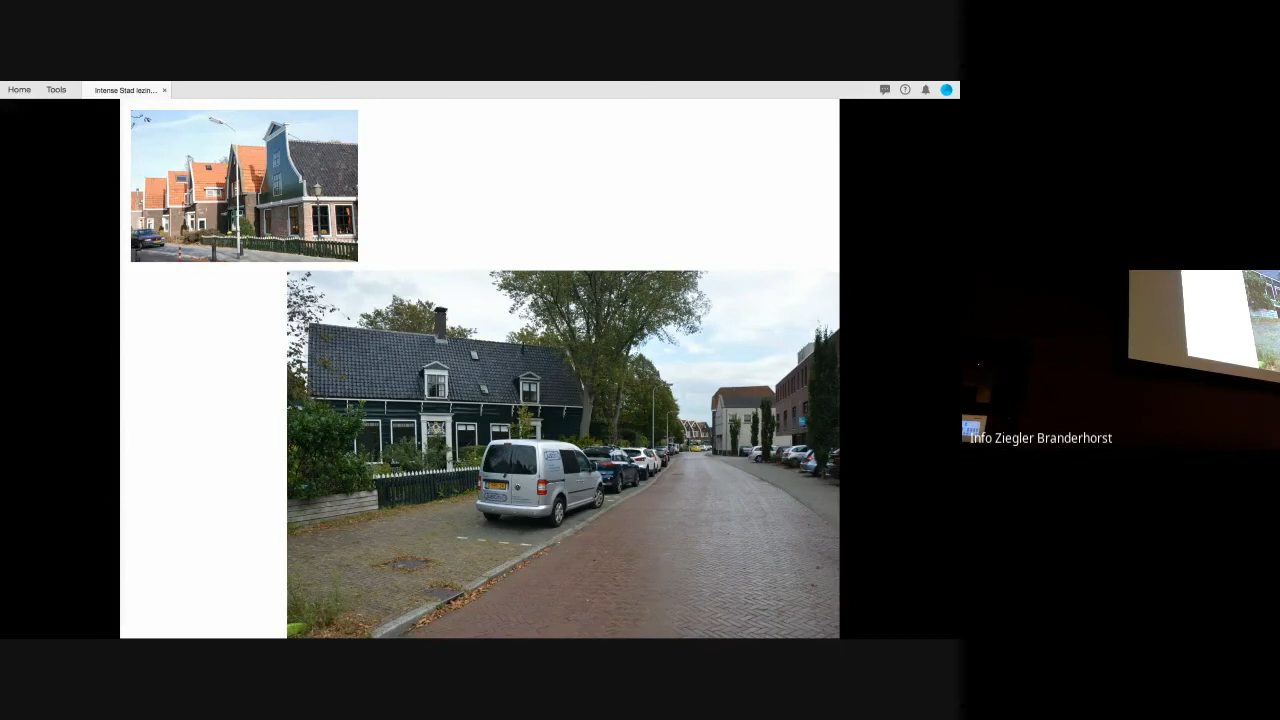 Home Tools Intense Stad lezin... ×
info Ziegler Branderhorst